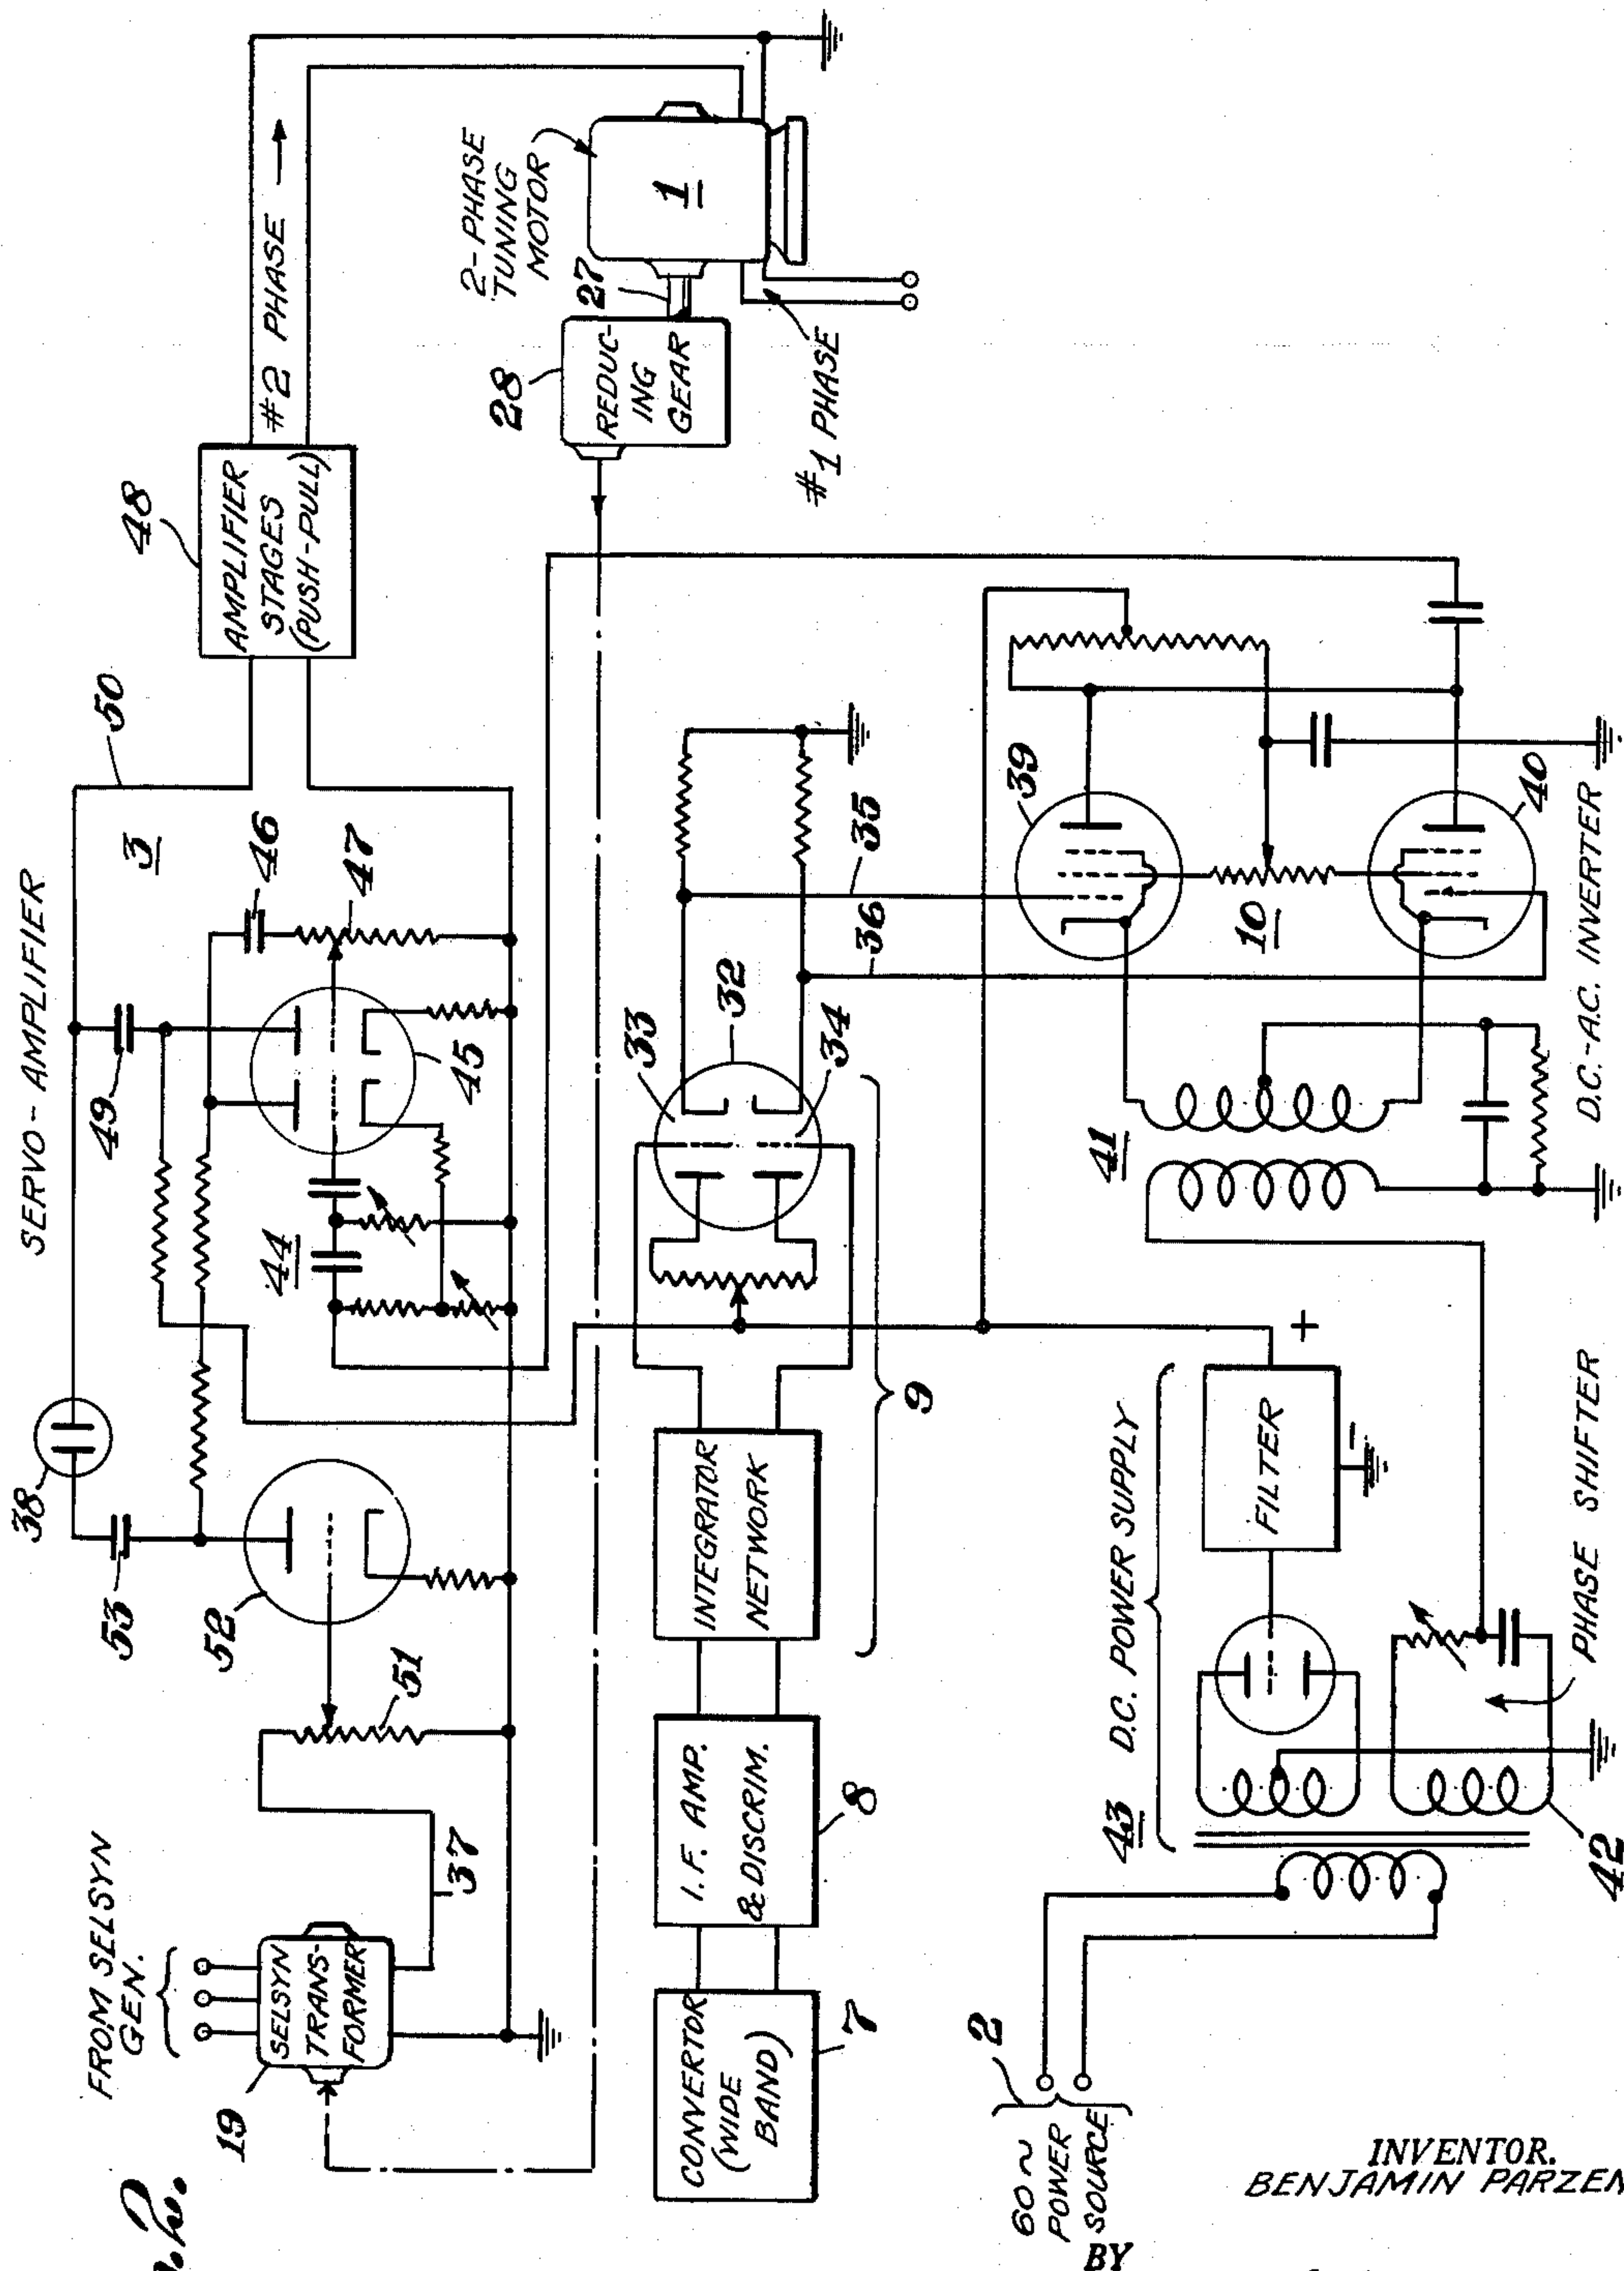 SERVO-AMPLIFIER
3
38
53
49
50
46
47
45
44
52
51
37
48
AMPLIFIER
STAGES
(PUSH-PULL)
#2 PHASE
FROM SELSYN
GEN.
19
SELSYN
TRANS-
FORMER
2-PHASE
TUNING
MOTOR
1
27
28
REDUC-
ING
GEAR
#1 PHASE
7
CONVERTOR
(WIDE
BAND)
8
I.F. AMP.
& DISCRIM.
INTEGRATOR
NETWORK
9
33
32
34
35
36
39
10
40
41
D.C.-A.C. INVERTER
2
60~
POWER
SOURCE
43
D.C. POWER SUPPLY
FILTER
+
-
42
PHASE SHIFTER
INVENTOR.
BENJAMIN PARZEN
BY